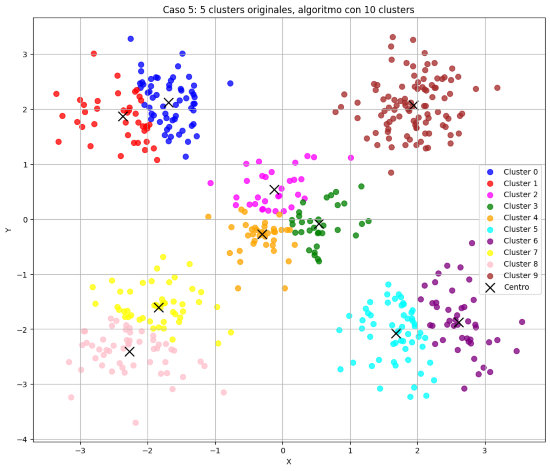 Caso 5: 5 clusters originales, algoritmo con 10 clusters
3
2
1
0
−1
−2
−3
−4
Y
Cluster 0
Cluster 1
Cluster 2
Cluster 3
Cluster 4
Cluster 5
Cluster 6
Cluster 7
Cluster 8
Cluster 9
Centro
−3 −2 −1 0 1 2 3
X